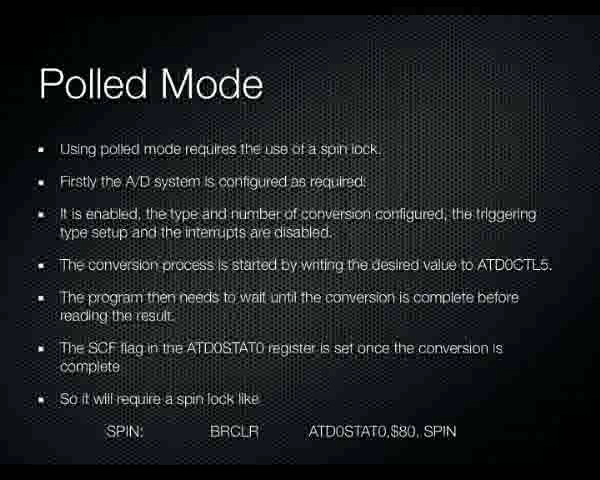 Polled Mode
Using polled mode requires the use of a spin lock.
Firstly the A/D system is configured as required:
It is enabled, the type and number of conversion configured, the triggering
type setup and the interrupts are disabled.
The conversion process is started by writing the desired value to ATD0CTL5.
The program then needs to wait until the conversion is complete before
reading the result.
The SCF flag in the ATD0STAT0 register is set once the conversion is
complete
So it will require a spin lock like
SPIN: BRCLR ATD0STAT0,$80, SPIN